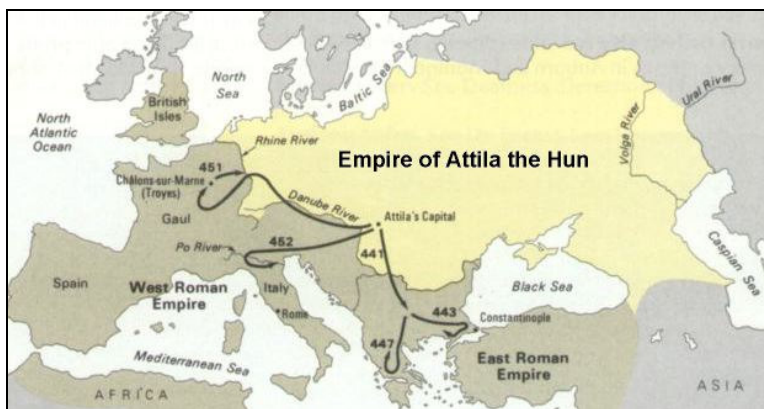 North
Sea
Baltic Sea
British
Isles
North
Atlantic
Ocean
Rhine River
Empire of Attila the Hun
Volga River
Ural River
451
Châlons-sur-Marne
(Troyes)
Danube River
Attila's Capital
Gaul
Po River
452
441
Caspian Sea
Spain
West Roman
Empire
Italy
Rome
Black Sea
443
Constantinople
447
Mediterranean Sea
East Roman
Empire
AFRICA
ASIA